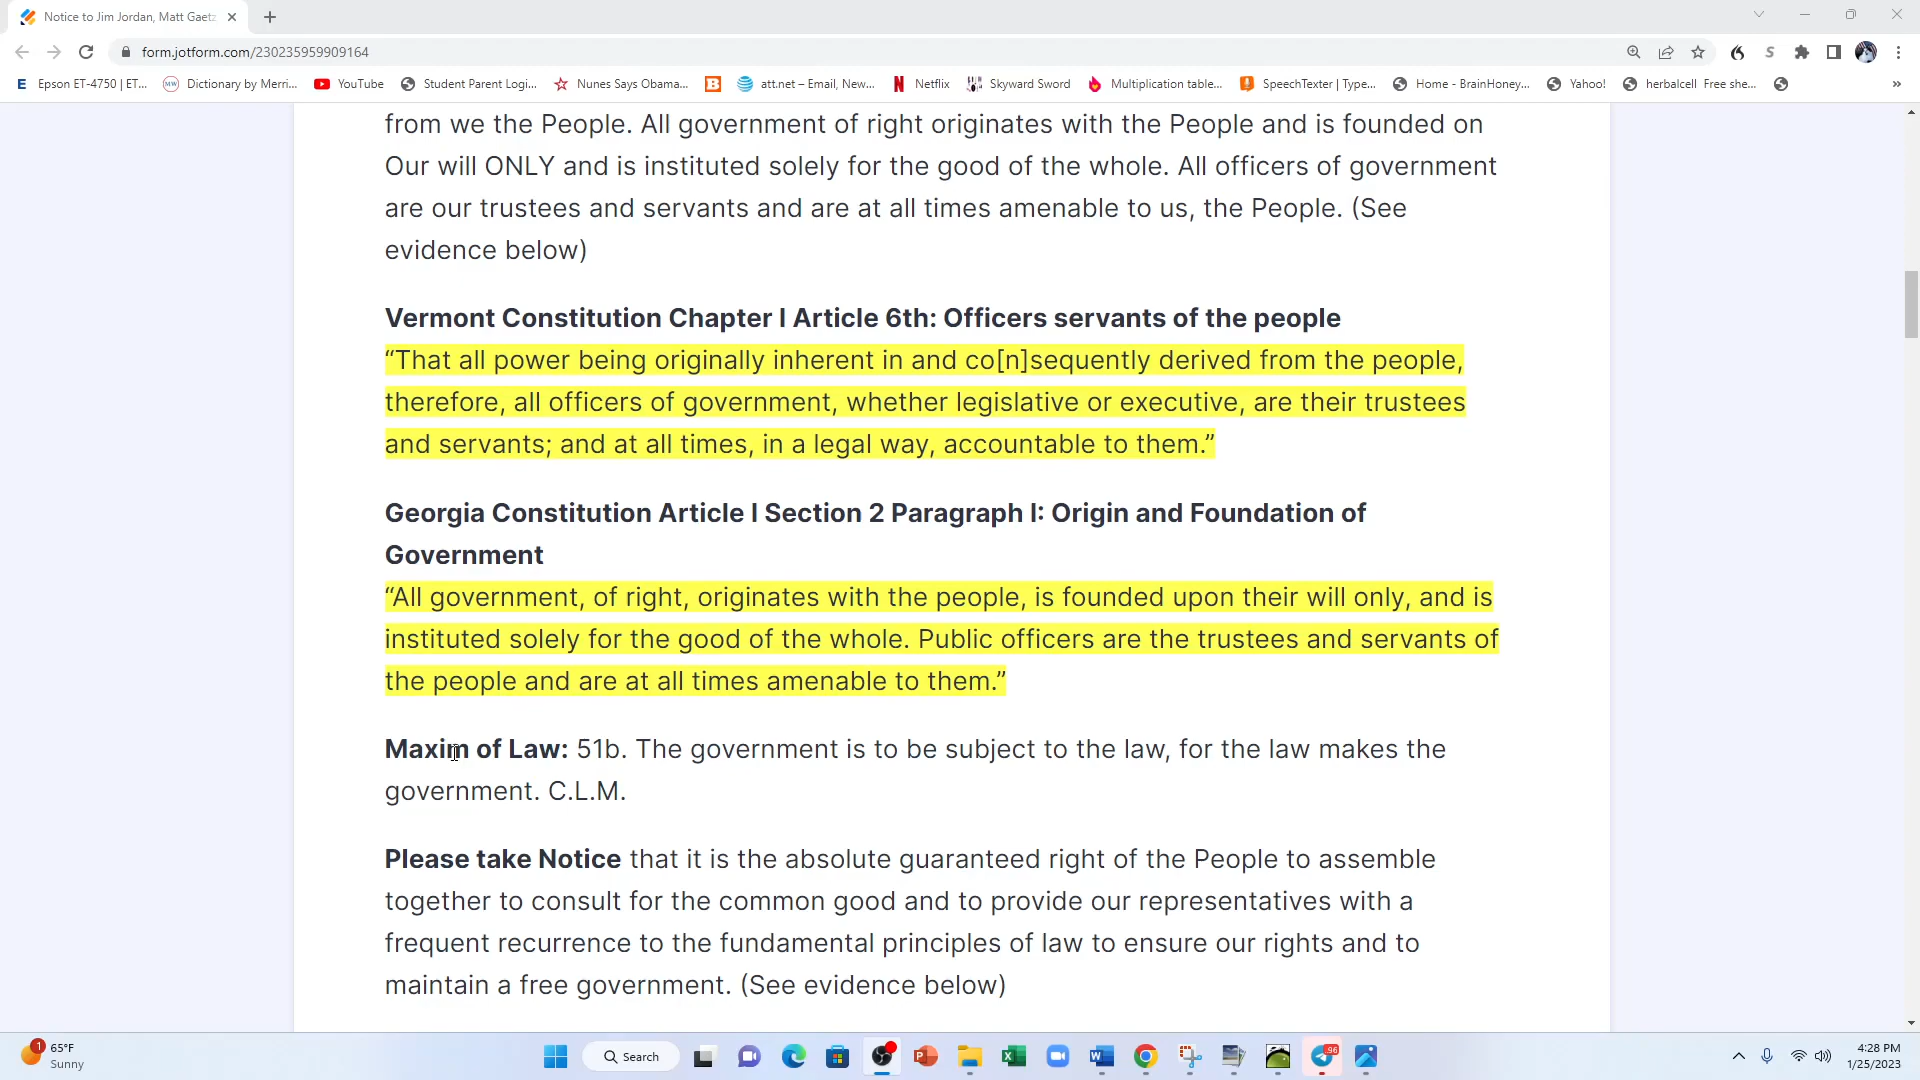 Notice to Jim Jordan, Matt Gaetz
form.jotform.com/230235959909164
Epson ET-4750 | ET...
Dictionary by Merri...
YouTube
Student Parent Logi...
Nunes Says Obama...
att.net – Email, New...
Netflix
Skyward Sword
Multiplication table...
SpeechTexter | Type...
Home - BrainHoney...
Yahoo!
herbalcell Free she...
»
from we the People. All government of right originates with the People and is founded on
Our will ONLY and is instituted solely for the good of the whole. All officers of government
are our trustees and servants and are at all times amenable to us, the People. (See
evidence below)
Vermont Constitution Chapter I Article 6th: Officers servants of the people
“That all power being originally inherent in and co[n]sequently derived from the people,
therefore, all officers of government, whether legislative or executive, are their trustees
and servants; and at all times, in a legal way, accountable to them.”
Georgia Constitution Article I Section 2 Paragraph I: Origin and Foundation of
Government
“All government, of right, originates with the people, is founded upon their will only, and is
instituted solely for the good of the whole. Public officers are the trustees and servants of
the people and are at all times amenable to them.”
Maxim of Law: 51b. The government is to be subject to the law, for the law makes the
government. C.L.M.
Please take Notice that it is the absolute guaranteed right of the People to assemble
together to consult for the common good and to provide our representatives with a
frequent recurrence to the fundamental principles of law to ensure our rights and to
maintain a free government. (See evidence below)
1
65°F
Sunny
Search
96
4:28 PM
1/25/2023